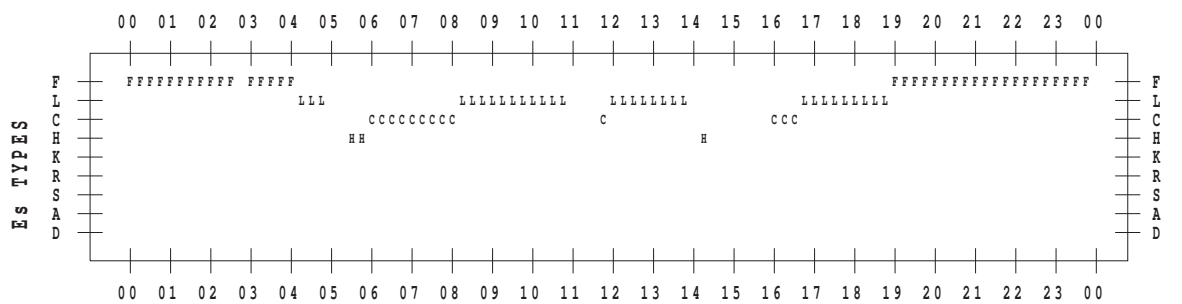 00 01 02 03 04 05 06 07 08 09 10 11 12 13 14 15 16 17 18 19 20 21 22 23 00
F FFFFFFFFFFF FFFFF FFFFFFFFFFFFFFFFFFFF F
L LLL LLLLLLLLLLL LLLLLLLL LLLLLLLLL L
C CCCCCCCCC C CCC C
H HH H H
K K
R R
S S
A A
D D
Es TYPES
00 01 02 03 04 05 06 07 08 09 10 11 12 13 14 15 16 17 18 19 20 21 22 23 00